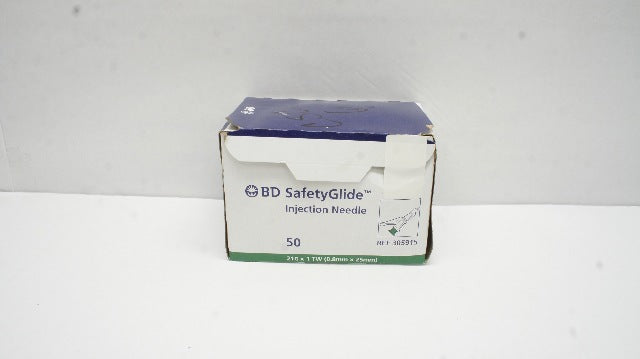 BD SafetyGlide™
Injection Needle
50
REF 305915
21G x 1 TW (0.8mm x 25mm)